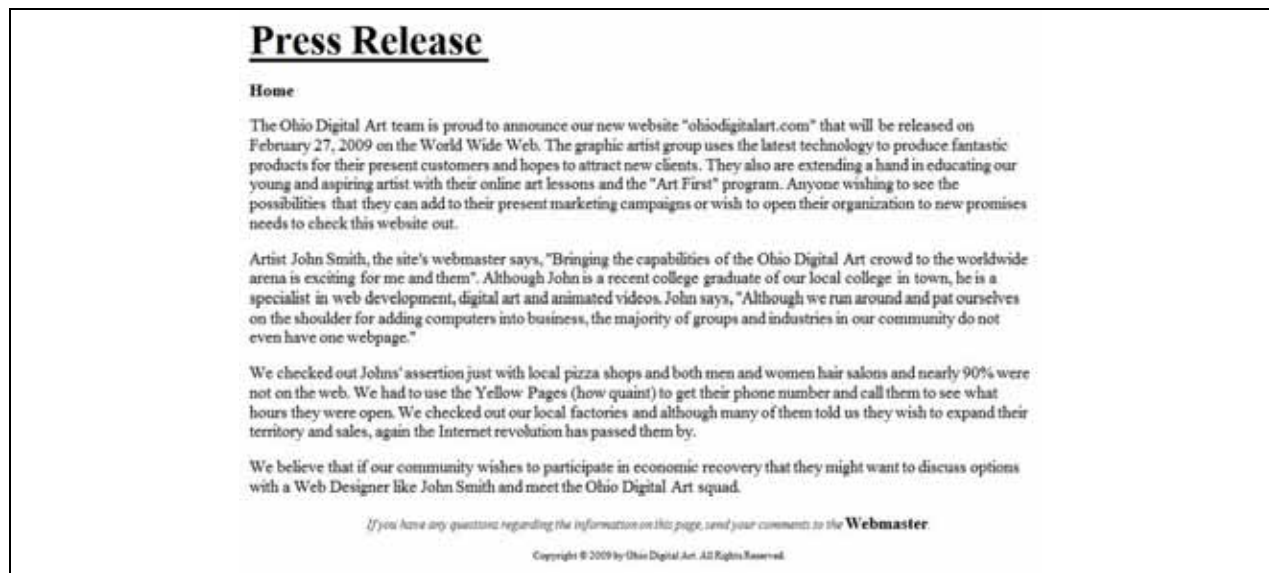 Press Release
Home
The Ohio Digital Art team is proud to announce our new website "ohiodigitalart.com" that will be released on
February 27, 2009 on the World Wide Web. The graphic artist group uses the latest technology to produce fantastic
products for their present customers and hopes to attract new clients. They also are extending a hand in educating our
young and aspiring artist with their online art lessons and the "Art First" program. Anyone wishing to see the
possibilities that they can add to their present marketing campaigns or wish to open their organization to new promises
needs to check this website out.
Artist John Smith, the site's webmaster says, "Bringing the capabilities of the Ohio Digital Art crowd to the worldwide
arena is exciting for me and them". Although John is a recent college graduate of our local college in town, he is a
specialist in web development, digital art and animated videos. John says, "Although we run around and pat ourselves
on the shoulder for adding computers into business, the majority of groups and industries in our community do not
even have one webpage."
We checked out Johns' assertion just with local pizza shops and both men and women hair salons and nearly 90% were
not on the web. We had to use the Yellow Pages (how quaint) to get their phone number and call them to see what
hours they were open. We checked out our local factories and although many of them told us they wish to expand their
territory and sales, again the Internet revolution has passed them by.
We believe that if our community wishes to participate in economic recovery that they might want to discuss options
with a Web Designer like John Smith and meet the Ohio Digital Art squad.
If you have any questions regarding the information on this page, send your comments to the Webmaster.
Copyright © 2009 by Ohio Digital Art. All Rights Reserved.